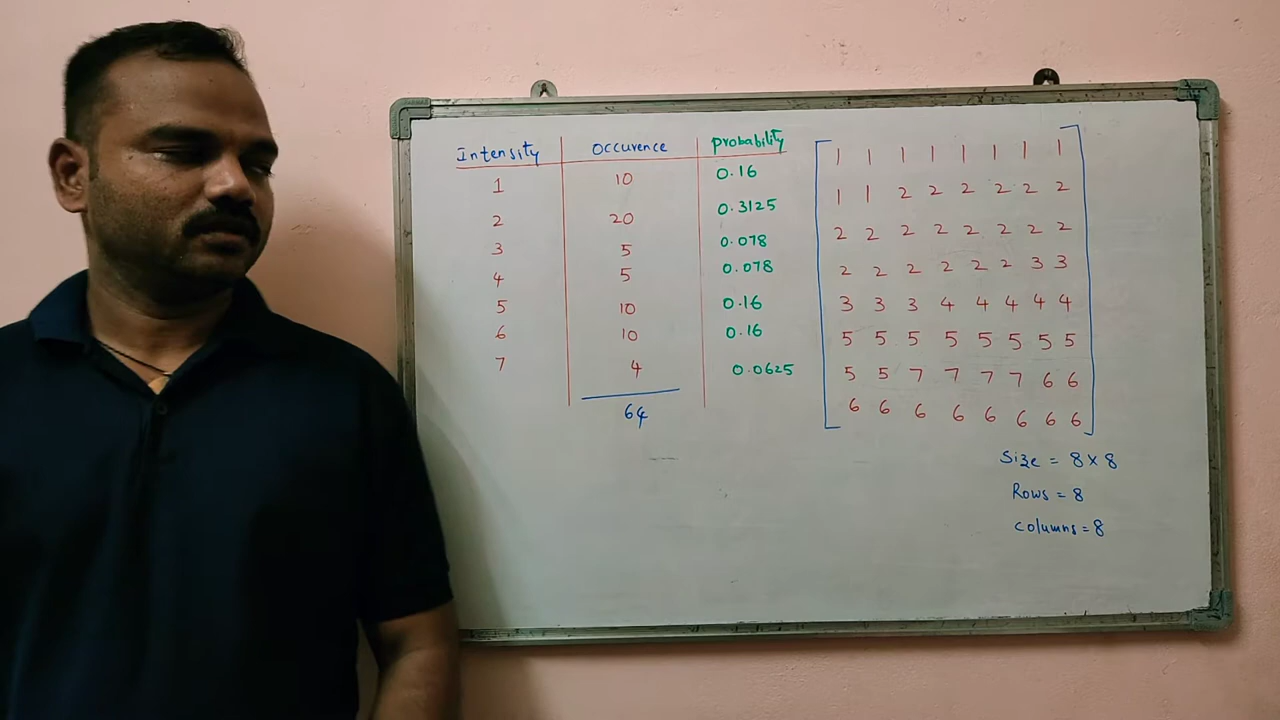 Intensity occurence probability
1 10 0.16
2 20 0.3125
3 5 0.078
4 5 0.078
5 10 0.16
6 10 0.16
7 4 0.0625
64
1 1 1 1 1 1 1 1
1 1 2 2 2 2 2 2
2 2 2 2 2 2 2 2
2 2 2 2 2 2 3 3
3 3 3 4 4 4 4 4
5 5 5 5 5 5 5 5
5 5 7 7 7 7 6 6
6 6 6 6 6 6 6 6
Size = 8 × 8
Rows = 8
columns = 8